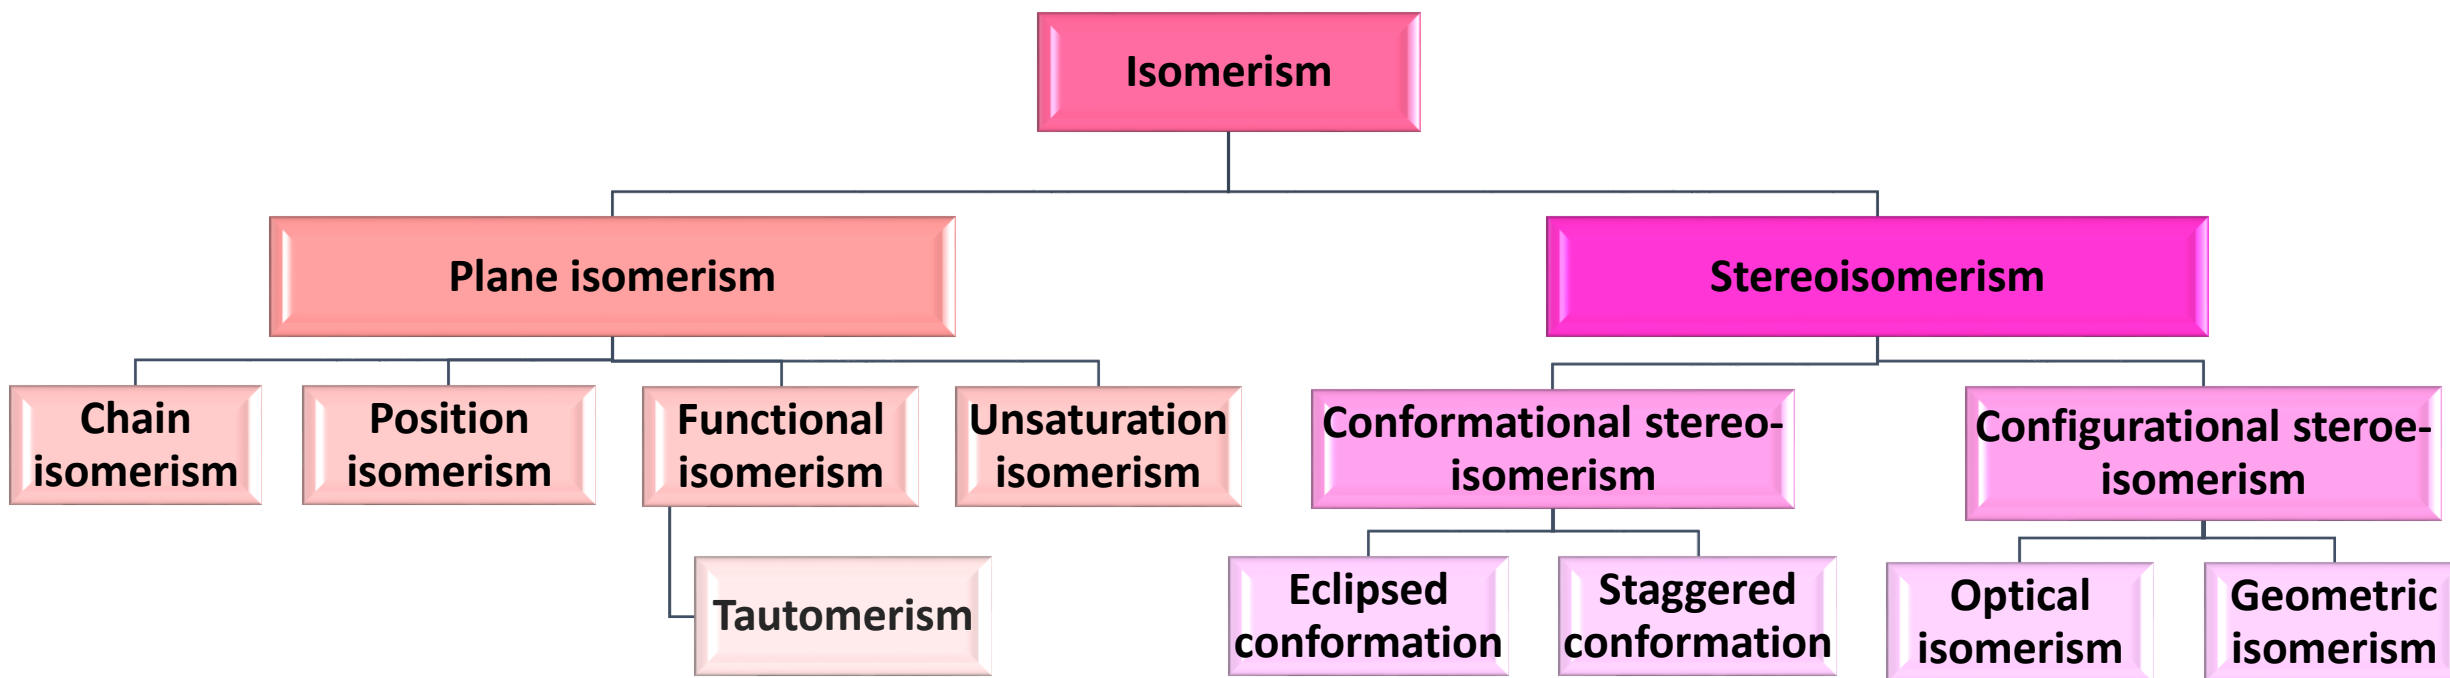 Isomerism
Plane isomerism
Stereoisomerism
Chain
isomerism
Position
isomerism
Functional
isomerism
Unsaturation
isomerism
Conformational stereo-
isomerism
Configurational steroe-
isomerism
Tautomerism
Eclipsed
conformation
Staggered
conformation
Optical
isomerism
Geometric
isomerism